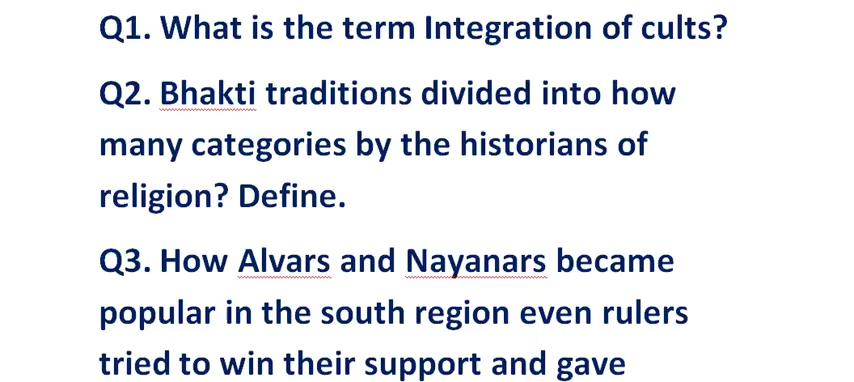 Q1. What is the term Integration of cults?
Q2. Bhakti traditions divided into how
many categories by the historians of
religion? Define.
Q3. How Alvars and Nayanars became
popular in the south region even rulers
tried to win their support and gave